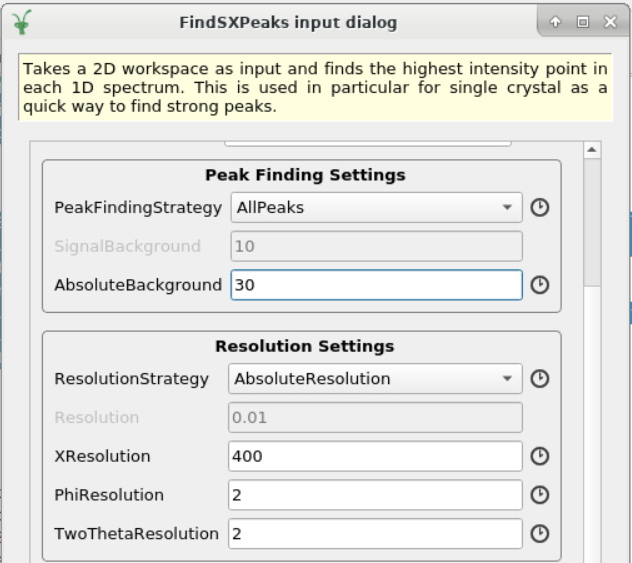 FindSXPeaks input dialog
Takes a 2D workspace as input and finds the highest intensity point in
each 1D spectrum. This is used in particular for single crystal as a
quick way to find strong peaks.
Peak Finding Settings
PeakFindingStrategy AllPeaks
SignalBackground 10
AbsoluteBackground 30
Resolution Settings
ResolutionStrategy AbsoluteResolution
Resolution 0.01
XResolution 400
PhiResolution 2
TwoThetaResolution 2